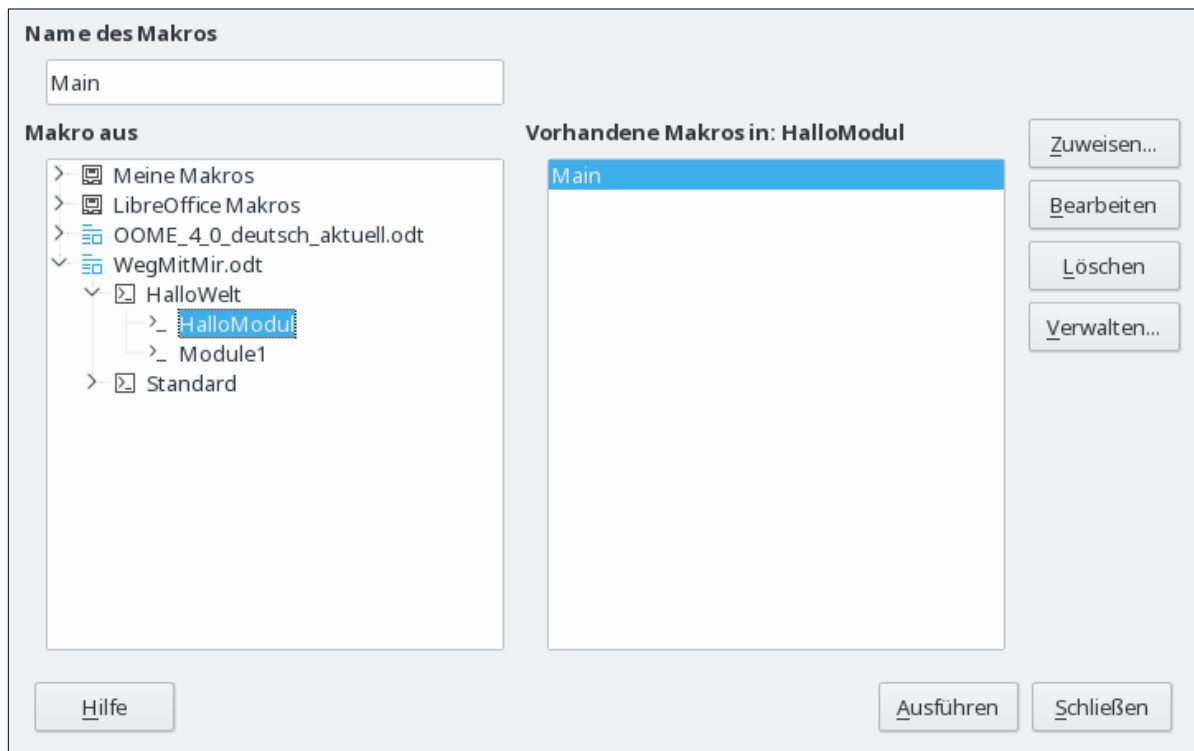 Name des Makros
Main
Makro aus
Meine Makros
LibreOffice Makros
OOME_4_0_deutsch_aktuell.odt
WegMitMir.odt
HalloWelt
HalloModul
Module1
Standard
Vorhandene Makros in: HalloModul
Main
Zuweisen...
Bearbeiten
Löschen
Verwalten...
Hilfe
Ausführen
Schließen